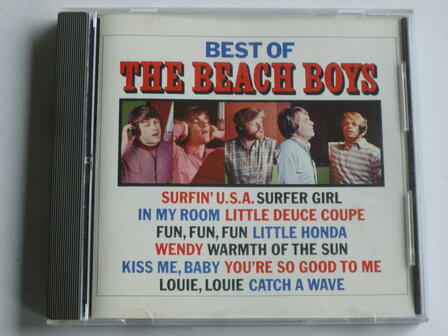 BEST OF
THE BEACH BOYS
SURFIN' U.S.A. SURFER GIRL
IN MY ROOM LITTLE DEUCE COUPE
FUN, FUN, FUN LITTLE HONDA
WENDY WARMTH OF THE SUN
KISS ME, BABY YOU'RE SO GOOD TO ME
LOUIE, LOUIE CATCH A WAVE